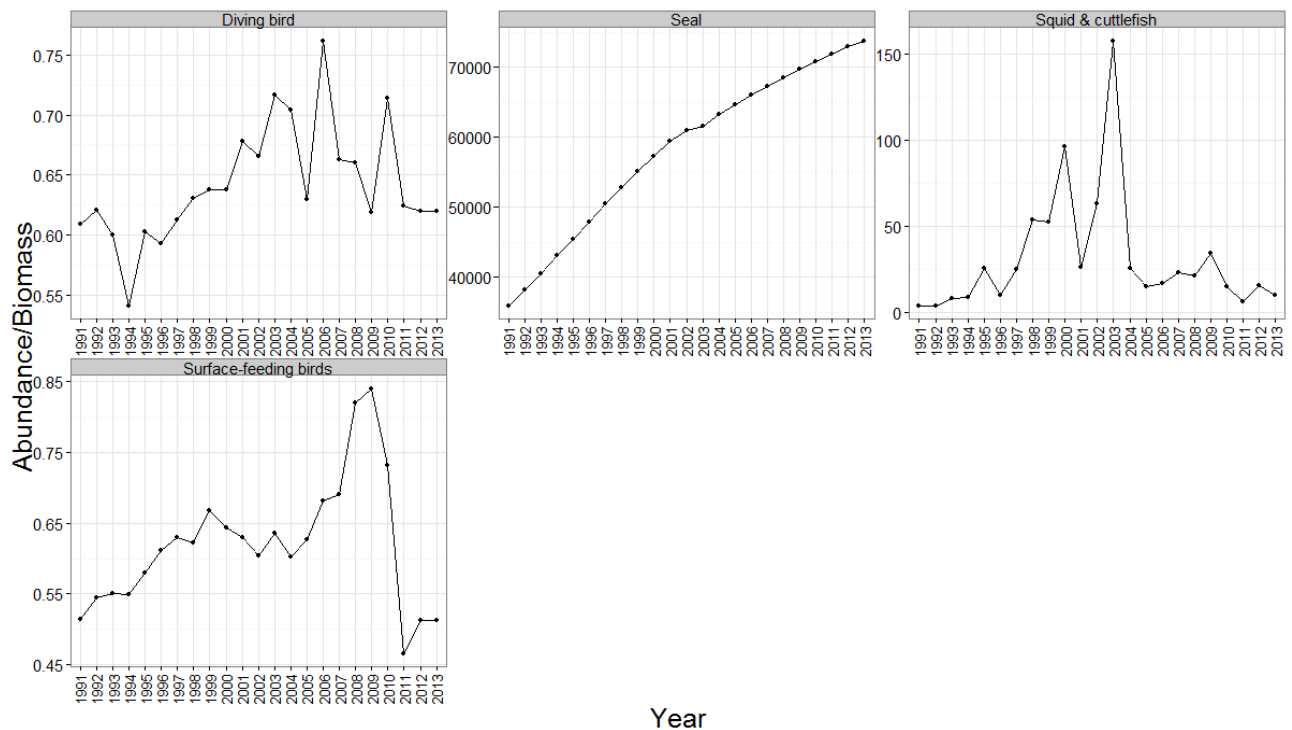 Diving bird
0.75
0.70
0.65
0.60
0.55
1991 1992 1993 1994 1995 1996 1997 1998 1999 2000 2001 2002 2003 2004 2005 2006 2007 2008 2009 2010 2011 2012 2013
Seal
70000
60000
50000
40000
1991 1992 1993 1994 1995 1996 1997 1998 1999 2000 2001 2002 2003 2004 2005 2006 2007 2008 2009 2010 2011 2012 2013
Squid & cuttlefish
150
100
50
0
1991 1992 1993 1994 1995 1996 1997 1998 1999 2000 2001 2002 2003 2004 2005 2006 2007 2008 2009 2010 2011 2012 2013
Surface-feeding birds
0.85
0.75
0.65
0.55
0.45
1991 1992 1993 1994 1995 1996 1997 1998 1999 2000 2001 2002 2003 2004 2005 2006 2007 2008 2009 2010 2011 2012 2013
Abundance/Biomass
Year